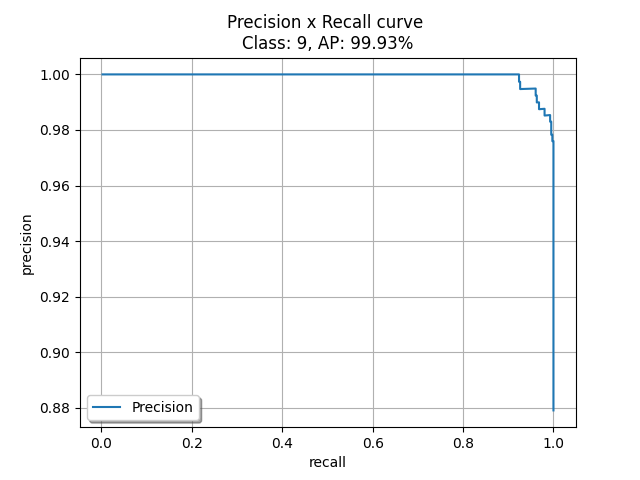 Precision x Recall curve
Class: 9, AP: 99.93%
1.00
0.98
0.96
0.94
0.92
0.90
0.88
precision
Precision
0.0 0.2 0.4 0.6 0.8 1.0
recall